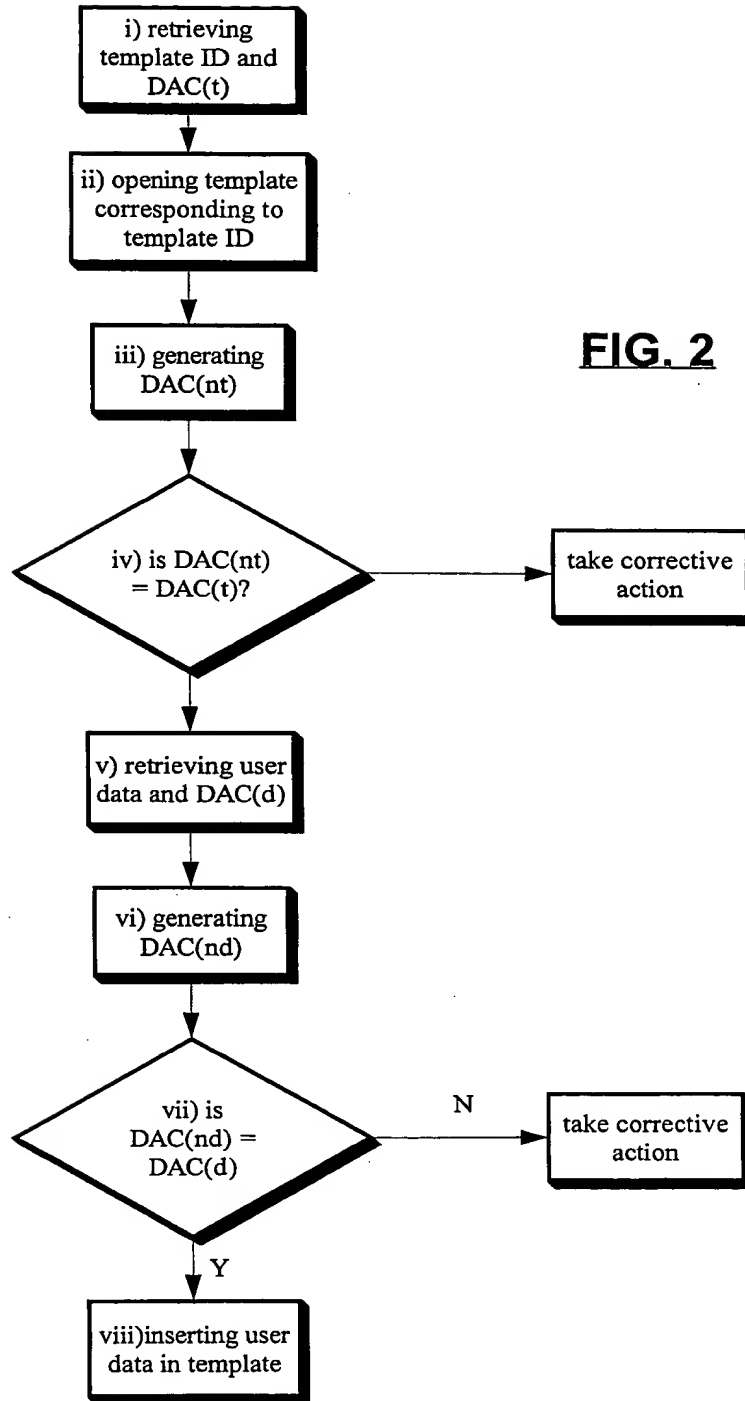 i) retrieving
template ID and
DAC(t)
ii) opening template
corresponding to
template ID
iii) generating
DAC(nt)
FIG. 2
iv) is DAC(nt)
= DAC(t)?
take corrective
action
v) retrieving user
data and DAC(d)
vi) generating
DAC(nd)
vii) is
DAC(nd) =
DAC(d)
N
take corrective
action
Y
viii)inserting user
data in template